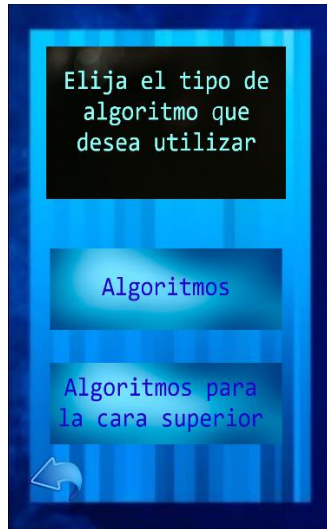 Elija el tipo de
algoritmo que
desea utilizar
Algoritmos
Algoritmos para
la cara superior